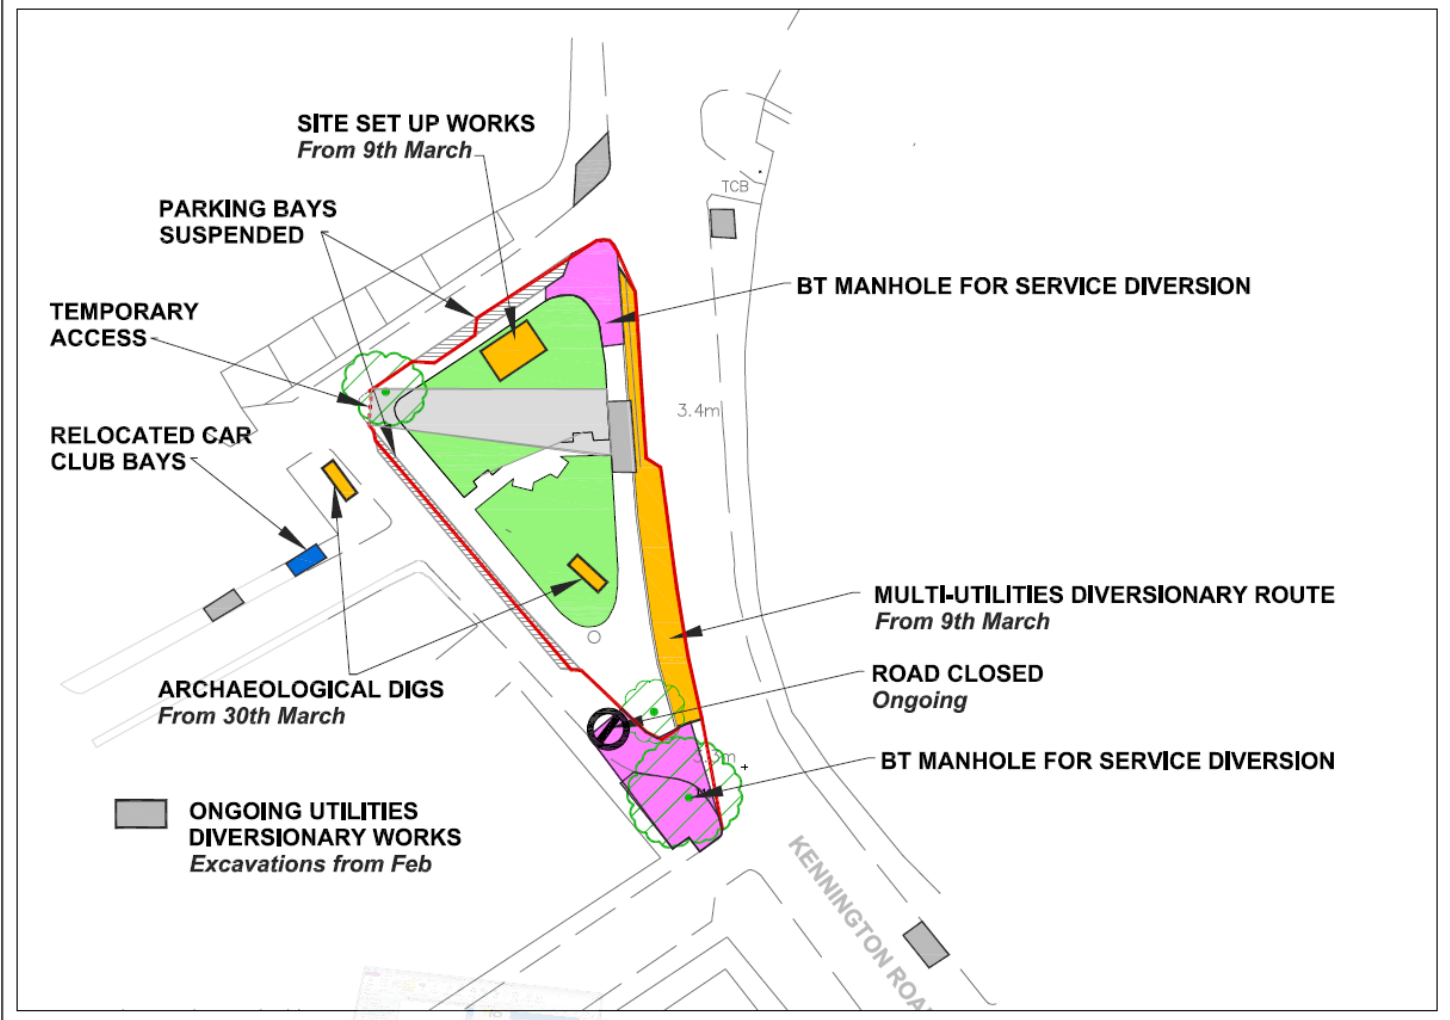 SITE SET UP WORKS
From 9th March
PARKING BAYS
SUSPENDED
TCB
BT MANHOLE FOR SERVICE DIVERSION
TEMPORARY
ACCESS
3.4m
RELOCATED CAR
CLUB BAYS
MULTI-UTILITIES DIVERSIONARY ROUTE
From 9th March
ROAD CLOSED
Ongoing
ARCHAEOLOGICAL DIGS
From 30th March
3.3m
BT MANHOLE FOR SERVICE DIVERSION
ONGOING UTILITIES
DIVERSIONARY WORKS
Excavations from Feb
KENNINGTON ROA